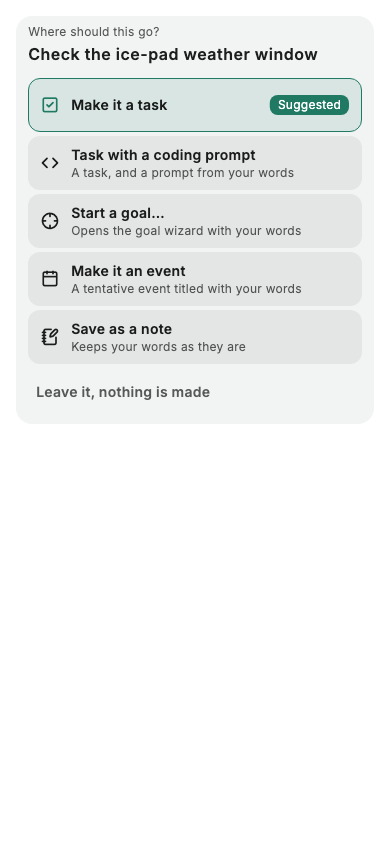 Where should this go?
Check the ice-pad weather window
Make it a task
Suggested
Task with a coding prompt
A task, and a prompt from your words
Start a goal...
Opens the goal wizard with your words
Make it an event
A tentative event titled with your words
Save as a note
Keeps your words as they are
Leave it, nothing is made